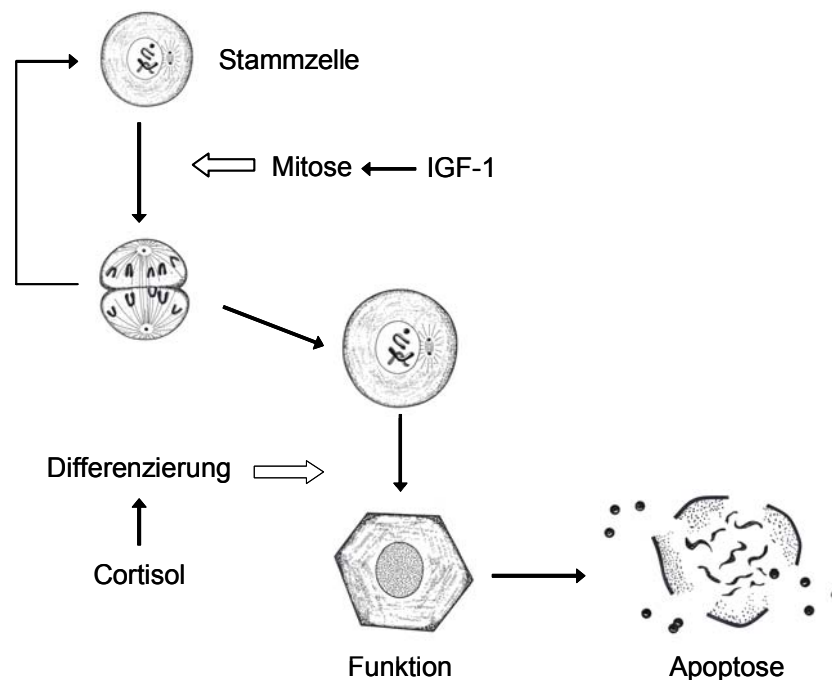 Stammzelle
Mitose
IGF-1
Differenzierung
Cortisol
Funktion
Apoptose